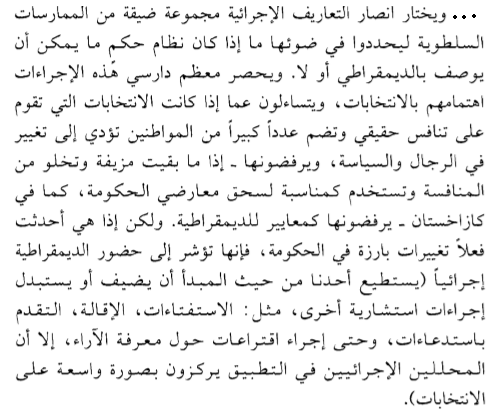 ... ويختار انصار التعاريف الإجرائية مجموعة ضيقة من الممارسات
السلطوية ليحددوا في ضوئها ما إذا كان نظام حكم ما يمكن أن
يوصف بالديمقراطي أو لا. ويحصر معظم دارسي هذه الإجراءات
اهتمامهم بالانتخابات، ويتساءلون عما إذا كانت الانتخابات التي تقوم
على تنافس حقيقي وتضم عدداً كبيراً من المواطنين تؤدي إلى تغيير
في الرجال والسياسة، ويرفضونها ـ إذا ما بقيت مزيفة وتخلو من
المنافسة وتستخدم كمناسبة لسحق معارضي الحكومة، كما في
كازاخستان ـ يرفضونها كمعايير للديمقراطية. ولكن إذا هي أحدثت
فعلاً تغييرات بارزة في الحكومة، فإنها تؤشر إلى حضور الديمقراطية
إجرائياً (يستطيع أحدنا من حيث المبدأ أن يضيف أو يستبدل
إجراءات استشارية أخرى، مثل: الاستفتاءات، الإقالة، التقدم
باستدعاءات، وحتى إجراء اقتراعات حول معرفة الآراء، إلا أن
المحللين الإجرائيين في التطبيق يركزون بصورة واسعة على
الانتخابات).